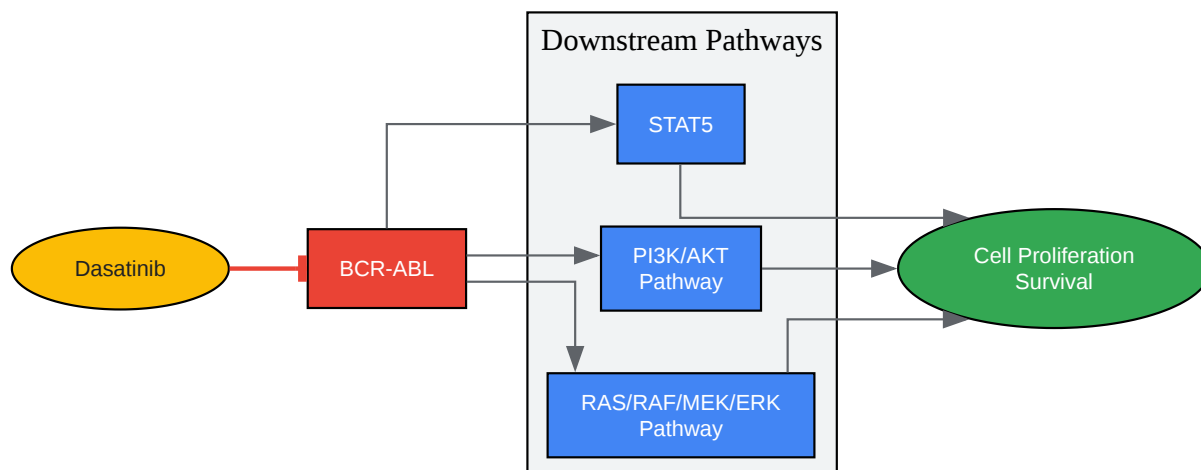 Downstream Pathways
STAT5
Dasatinib
BCR-ABL
PI3K/AKT
Pathway
Cell Proliferation
Survival
RAS/RAF/MEK/ERK
Pathway